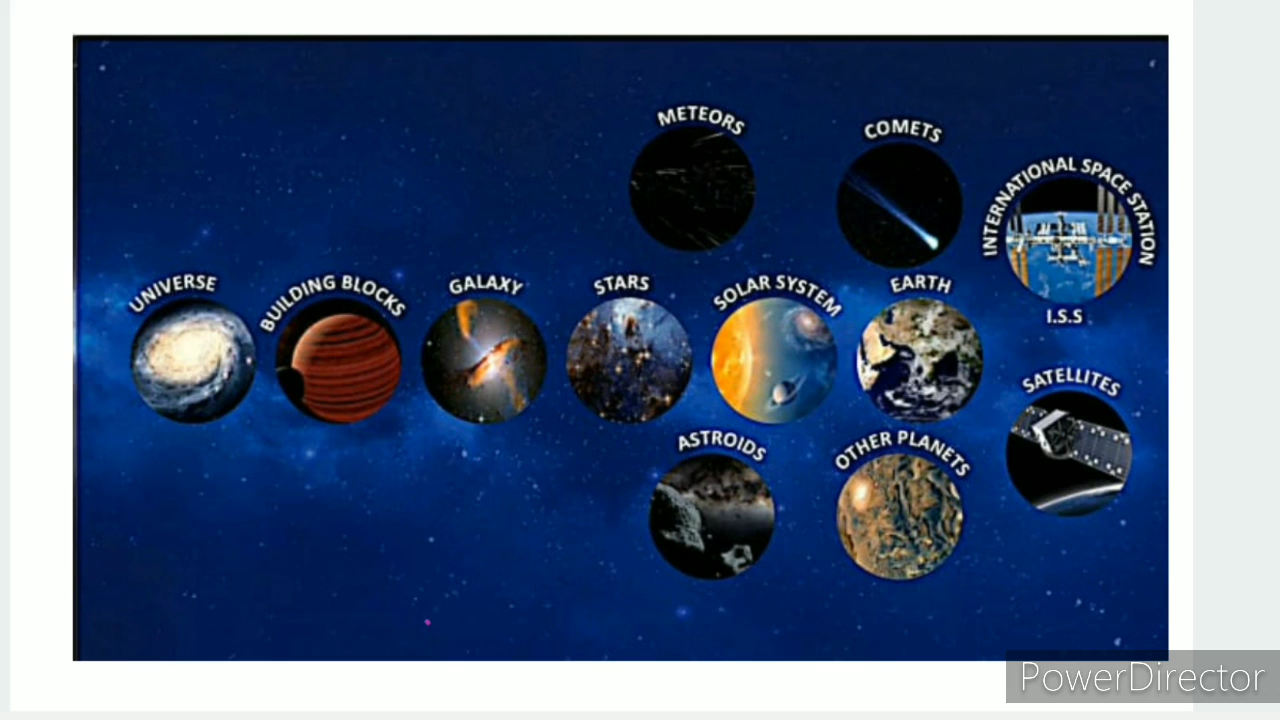 METEORS
COMETS
INTERNATIONAL SPACE STATION
I.S.S
UNIVERSE
BUILDING BLOCKS
GALAXY
STARS
SOLAR SYSTEM
EARTH
SATELLITES
ASTROIDS
OTHER PLANETS
PowerDirector